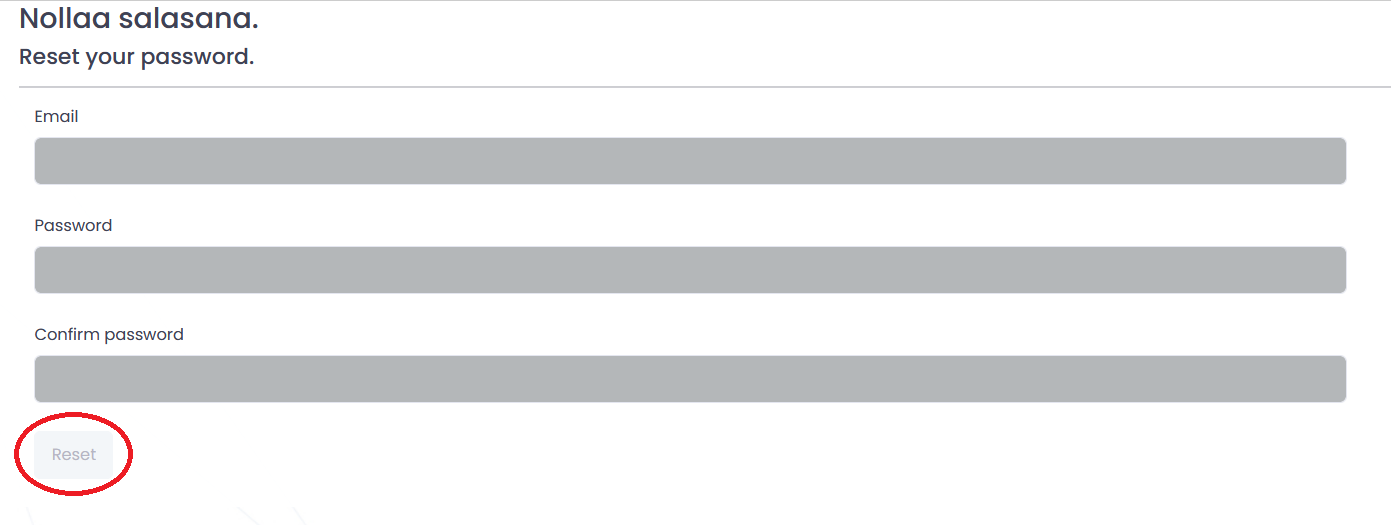 Nollaa salasana.
Reset your password.
Email
Password
Confirm password
Reset